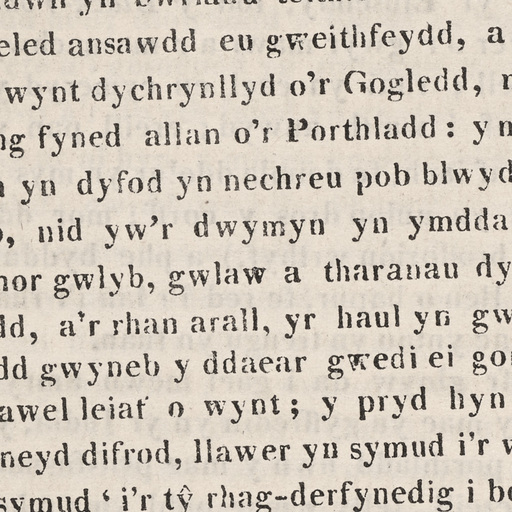 eled ansawdd eu gweithfeydd, a
wynt dychrynllyd o'r Gogledd,
ng fyned allan o'r Porthladd: yn
yn dyfod yn nechreu pob blwyd
, nid yw'r dwymyn yn ymdda
nor gwlyb, gwlaw a tharanau dy
dd, a'r rhan arall, yr haul yn gw
dd gwyneb y ddaear gwedi ei go
awel leiaf o wynt; y pryd hyn
neyd difrod, llawer yn symud i'r
symud ‘ i'r tŷ rhag-derfynedig i b